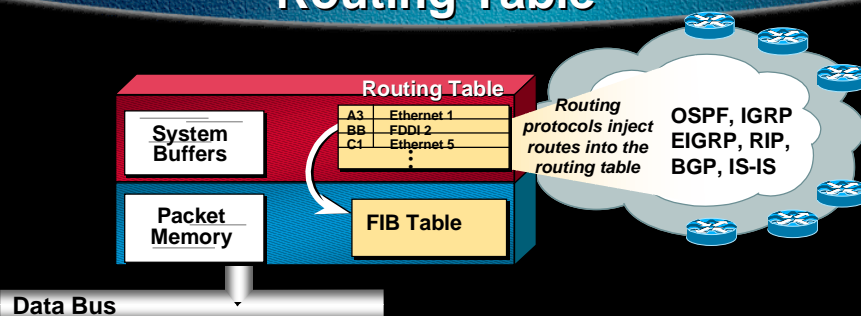 Routing Table
Routing Table
A3 Ethernet 1
BB FDDI 2
C1 Ethernet 5
System
Buffers
Routing
protocols inject
routes into the
routing table
OSPF, IGRP
EIGRP, RIP,
BGP, IS-IS
Packet
Memory
FIB Table
Data Bus